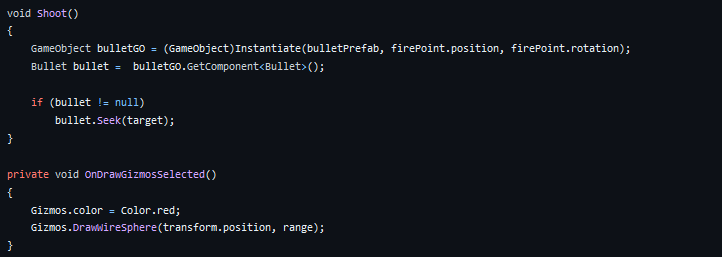 void Shoot()
{
    GameObject bulletGO = (GameObject)Instantiate(bulletPrefab, firePoint.position, firePoint.rotation);
    Bullet bullet =  bulletGO.GetComponent<Bullet>();

    if (bullet != null)
        bullet.Seek(target);
}

private void OnDrawGizmosSelected()
{
    Gizmos.color = Color.red;
    Gizmos.DrawWireSphere(transform.position, range);
}